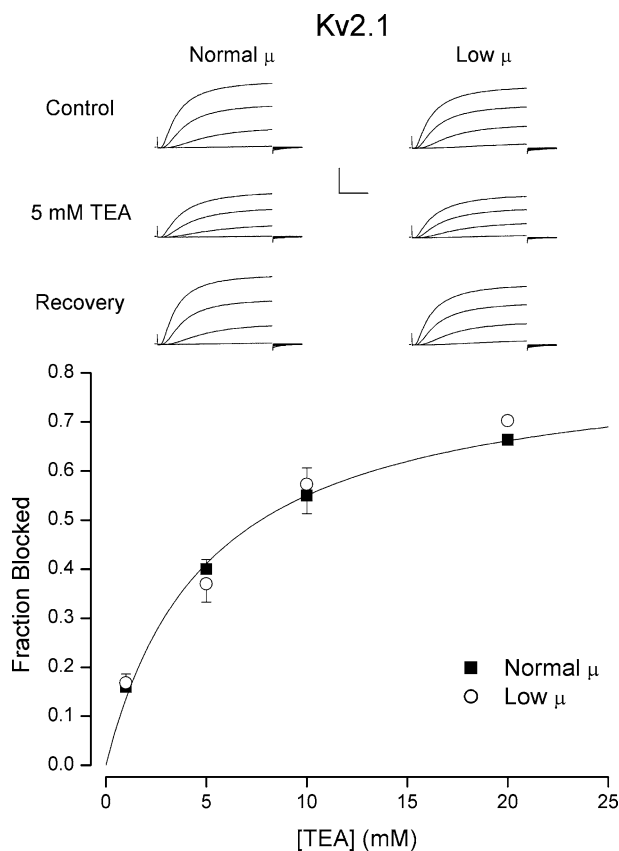 Kv2.1
Normal μ Low μ
Control
5 mM TEA
Recovery
0.8
0.7
0.6
0.5
0.4
0.3
0.2
0.1
0.0
Fraction Blocked
Normal μ
Low μ
0 5 10 15 20 25
[TEA] (mM)